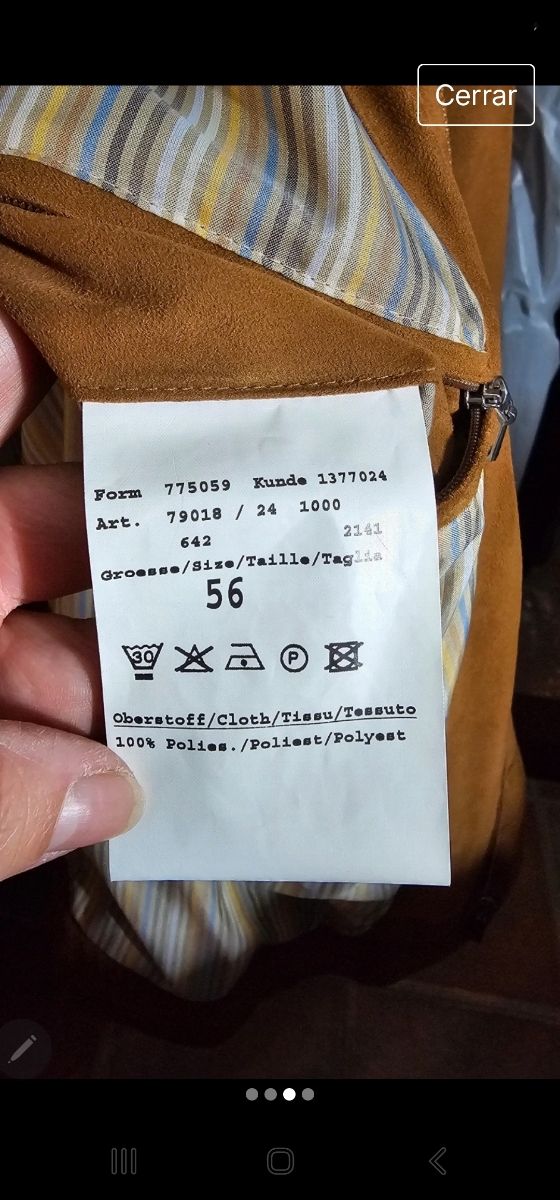 Cerrar
Form 775059 Kunde 1377024
Art. 79018 / 24 1000
642 2141
Groesse/Size/Taille/Taglia
56
30 P
Oberstoff/Cloth/Tissu/Tessuto
100% Polies./Poliest/Polyest